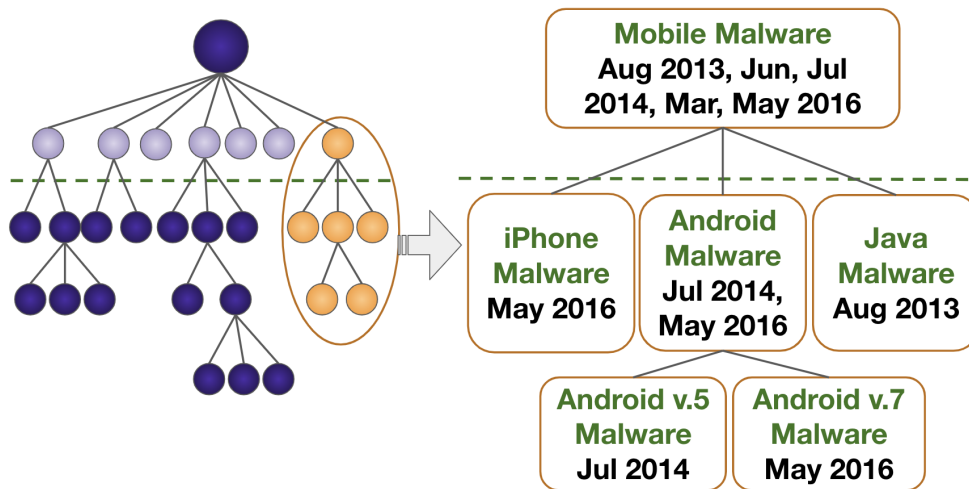 Mobile Malware
Aug 2013, Jun, Jul
2014, Mar, May 2016
iPhone
Malware
May 2016
Android
Malware
Jul 2014,
May 2016
Java
Malware
Aug 2013
Android v.5
Malware
Jul 2014
Android v.7
Malware
May 2016